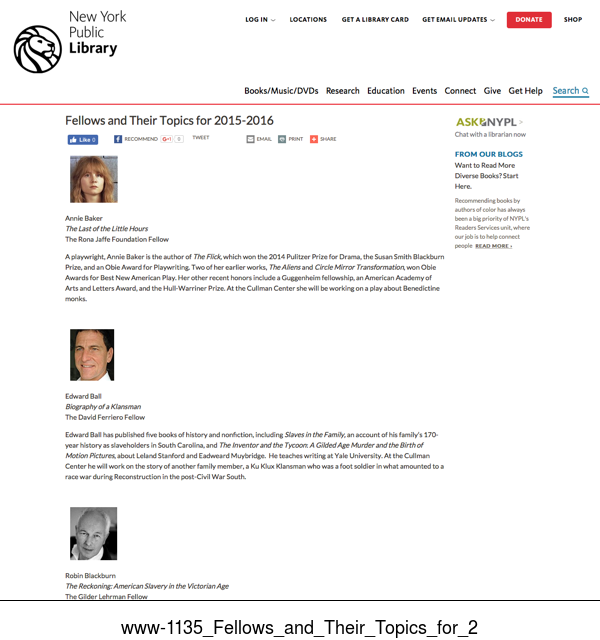 New York
Public
Library
LOG IN
LOCATIONS
GET A LIBRARY CARD
GET EMAIL UPDATES
DONATE
SHOP
Books/Music/DVDs Research Education Events Connect Give Get Help Search
Fellows and Their Topics for 2015-2016
Like 0
RECOMMEND
G+1 0
TWEET
EMAIL
PRINT
SHARE
Annie Baker
The Last of the Little Hours
The Rona Jaffe Foundation Fellow
A playwright, Annie Baker is the author of The Flick, which won the 2014 Pulitzer Prize for Drama, the Susan Smith Blackburn
Prize, and an Obie Award for Playwriting. Two of her earlier works, The Aliens and Circle Mirror Transformation, won Obie
Awards for Best New American Play. Her other recent honors include a Guggenheim fellowship, an American Academy of
Arts and Letters Award, and the Hull-Warriner Prize. At the Cullman Center she will be working on a play about Benedictine
monks.
Edward Ball
Biography of a Klansman
The David Ferriero Fellow
Edward Ball has published five books of history and nonfiction, including Slaves in the Family, an account of his family's 170-
year history as slaveholders in South Carolina, and The Inventor and the Tycoon: A Gilded Age Murder and the Birth of
Motion Pictures, about Leland Stanford and Eadweard Muybridge. He teaches writing at Yale University. At the Cullman
Center he will work on the story of another family member, a Ku Klux Klansman who was a foot soldier in what amounted to a
race war during Reconstruction in the post-Civil War South.
Robin Blackburn
The Reckoning: American Slavery in the Victorian Age
The Gilder Lehrman Fellow
ASK NYPL >
Chat with a librarian now
FROM OUR BLOGS
Want to Read More
Diverse Books? Start
Here.
Recommending books by
authors of color has always
been a big priority of NYPL's
Readers Services unit, where
our job is to help connect
people READ MORE ›
www-1135_Fellows_and_Their_Topics_for_2